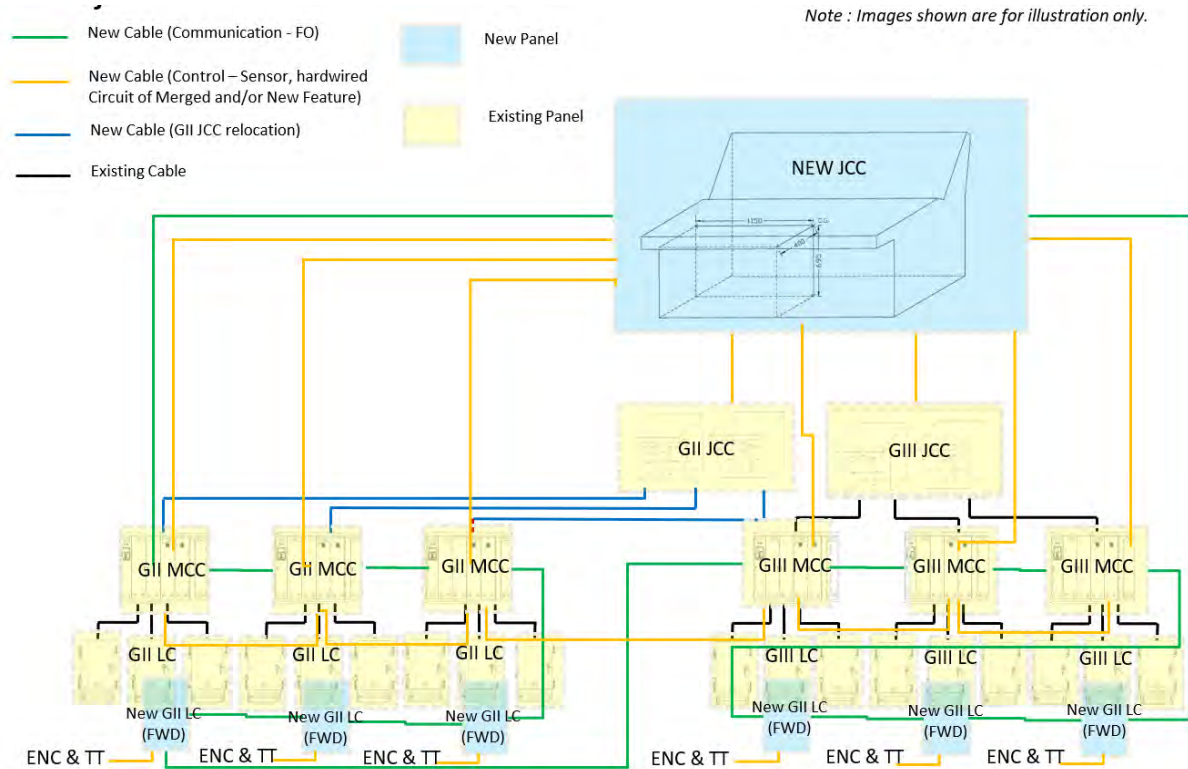 Note : Images shown are for illustration only.
New Cable (Communication - FO)
New Panel
New Cable (Control – Sensor, hardwired
Circuit of Merged and/or New Feature)
Existing Panel
New Cable (GII JCC relocation)
Existing Cable
NEW JCC
1250
400
695
GII JCC
GIII JCC
GII MCC
GII MCC
GII MCC
GIII MCC
GIII MCC
GIII MCC
GII LC
GII LC
GII LC
GIII LC
GIII LC
GIII LC
New GII LC
(FWD)
New GII LC
(FWD)
New GII LC
(FWD)
New GII LC
(FWD)
New GII LC
(FWD)
New GII LC
(FWD)
ENC & TT
ENC & TT
ENC & TT
ENC & TT
ENC & TT
ENC & TT